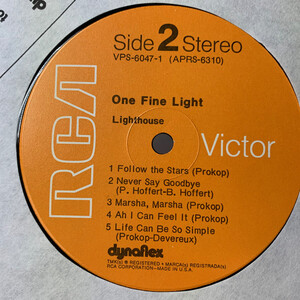 Side 2 Stereo
VPS-6047-1 (APRS-6310)
One Fine Light
Lighthouse
RCA
Victor
1 Follow the Stars (Prokop)
2 Never Say Goodbye
(P. Hoffert-B. Hoffert)
3 Marsha, Marsha (Prokop)
4 Ah I Can Feel It (Prokop)
5 Life Can Be So Simple
(Prokop-Devereux)
dynaflex
TMK(s) ® REGISTERED • MARCA(S) REGISTRADA(S)
RCA CORPORATION—MADE IN U.S.A.